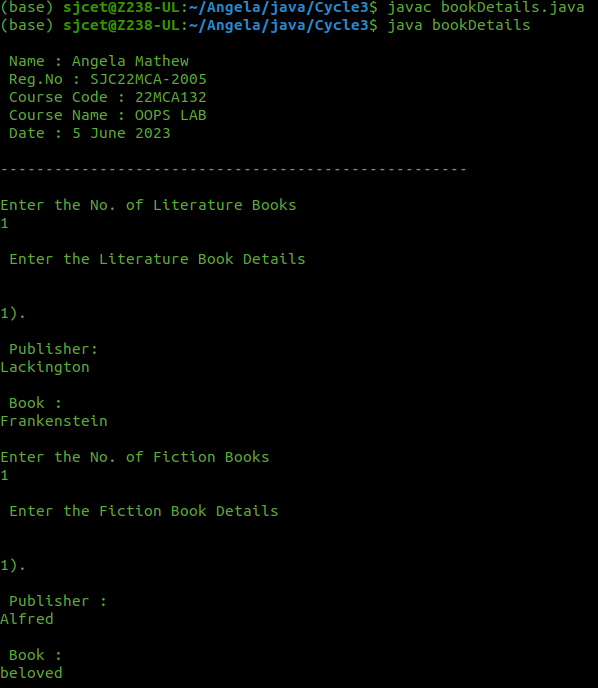 (base) sjcet@Z238-UL:~/Angela/java/Cycle3$ javac bookDetails.java
(base) sjcet@Z238-UL:~/Angela/java/Cycle3$ java bookDetails
Name : Angela Mathew
Reg.No : SJC22MCA-2005
Course Code : 22MCA132
Course Name : OOPS LAB
Date : 5 June 2023
----------------------------------------------------
Enter the No. of Literature Books
1
Enter the Literature Book Details
1).
Publisher:
Lackington
Book :
Frankenstein
Enter the No. of Fiction Books
1
Enter the Fiction Book Details
1).
Publisher :
Alfred
Book :
beloved